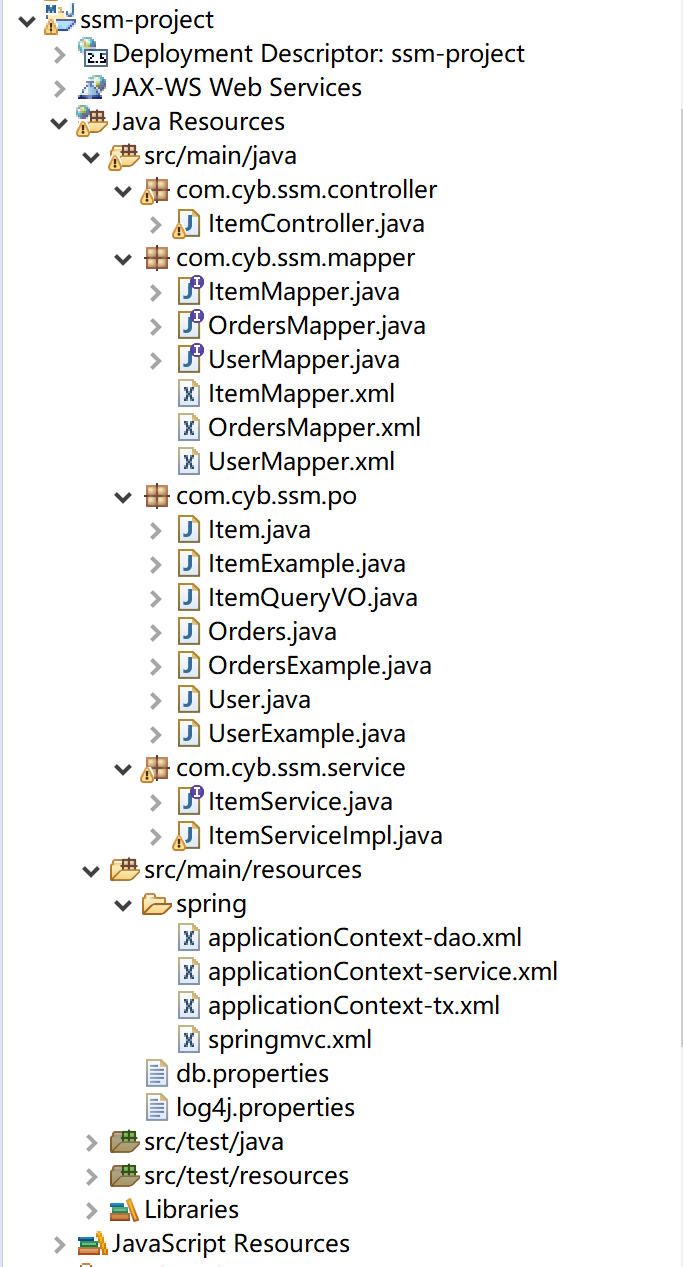 ssm-project
Deployment Descriptor: ssm-project
JAX-WS Web Services
Java Resources
src/main/java
com.cyb.ssm.controller
ItemController.java
com.cyb.ssm.mapper
ItemMapper.java
OrdersMapper.java
UserMapper.java
ItemMapper.xml
OrdersMapper.xml
UserMapper.xml
com.cyb.ssm.po
Item.java
ItemExample.java
ItemQueryVO.java
Orders.java
OrdersExample.java
User.java
UserExample.java
com.cyb.ssm.service
ItemService.java
ItemServiceImpl.java
src/main/resources
spring
applicationContext-dao.xml
applicationContext-service.xml
applicationContext-tx.xml
springmvc.xml
db.properties
log4j.properties
src/test/java
src/test/resources
Libraries
JavaScript Resources